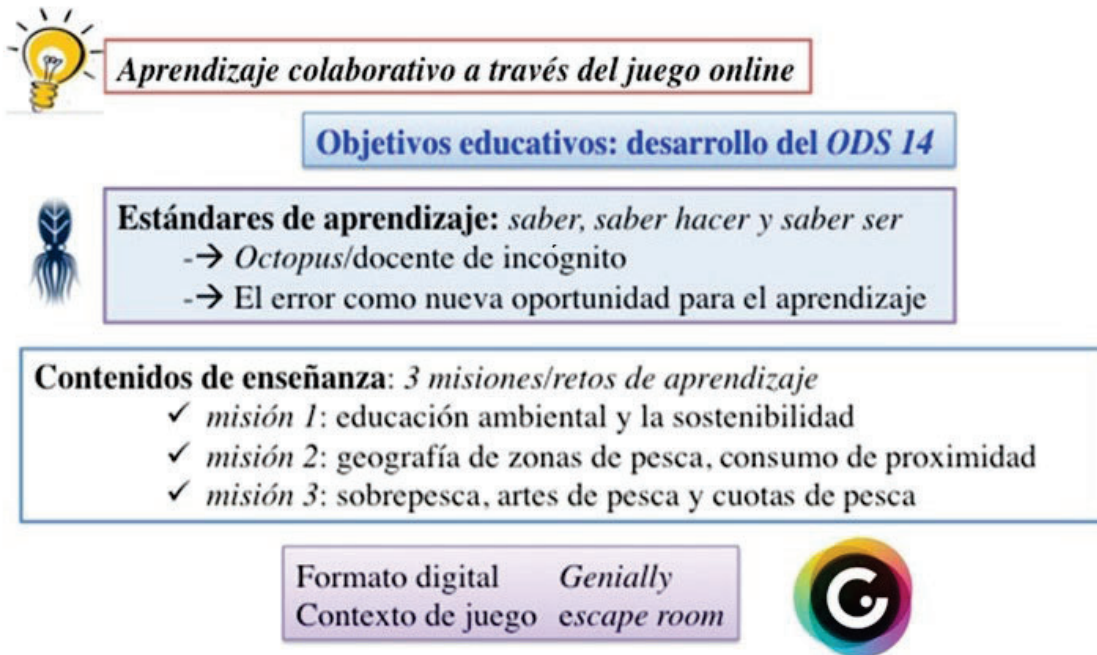 Aprendizaje colaborativo a través del juego online
Objetivos educativos: desarrollo del ODS 14
Estándares de aprendizaje: saber, saber hacer y saber ser
-→ Octopus/docente de incógnito
-→ El error como nueva oportunidad para el aprendizaje
Contenidos de enseñanza: 3 misiones/retos de aprendizaje
✓ misión 1: educación ambiental y la sostenibilidad
✓ misión 2: geografía de zonas de pesca, consumo de proximidad
✓ misión 3: sobrepesca, artes de pesca y cuotas de pesca
Formato digital Genially
Contexto de juego escape room